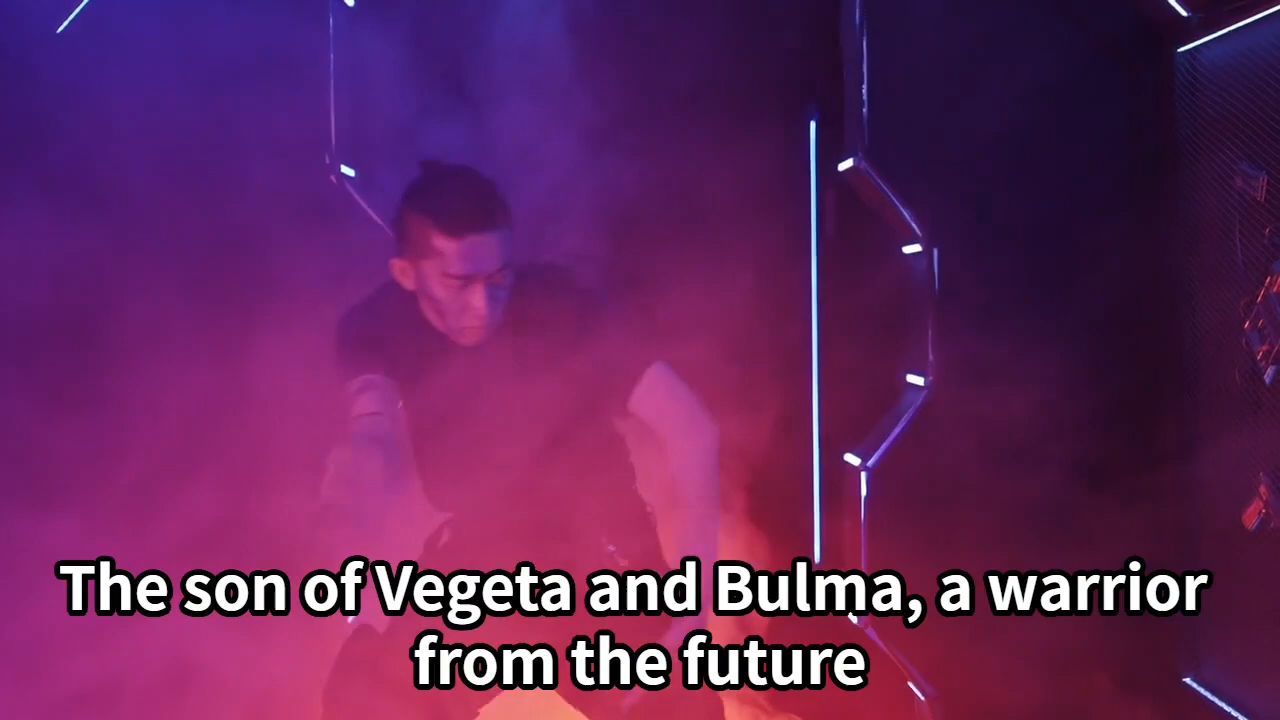 The son of Vegeta and Bulma, a warrior
from the future